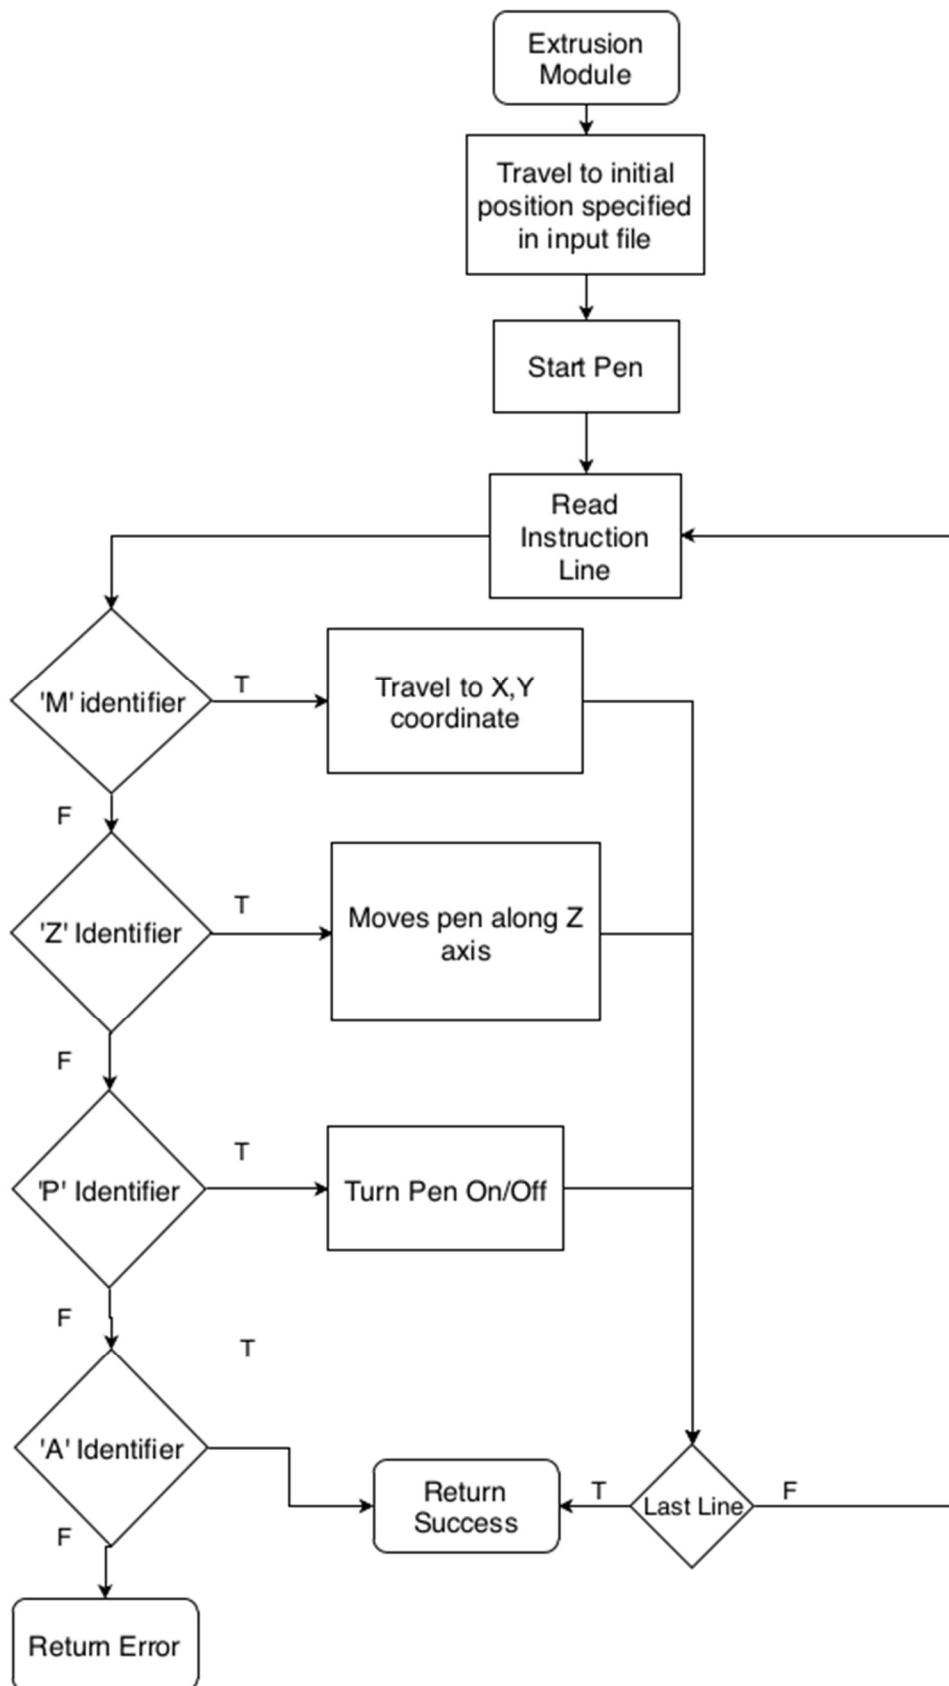 Extrusion
Module
Travel to initial
position specified
in input file
Start Pen
Read
Instruction
Line
'M' identifier
T
Travel to X,Y
coordinate
F
'Z' Identifier
T
Moves pen along Z
axis
F
'P' Identifier
T
Turn Pen On/Off
F
T
'A' Identifier
Return
Success
T
Last Line
F
F
Return Error